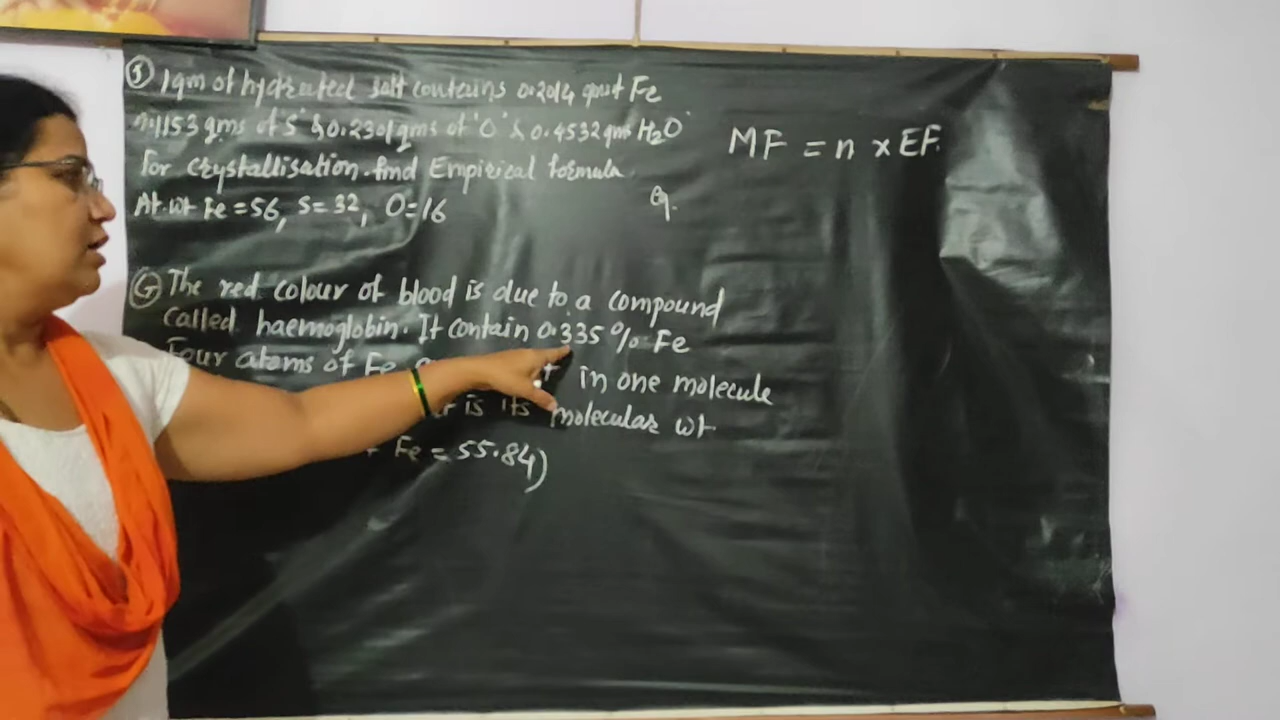 ⑤ 1gm of hydrated salt contains 0.2014 gm of Fe
0.1153 gms of S & 0.2301 gms of 'O' & 0.4532 gms H₂O
for crystallisation. find Empirical formula
At. wt Fe = 56, S = 32, O = 16
MF = n × EF.
eg.
⑥ The red colour of blood is due to a compound
called haemoglobin. It contain 0.335 % Fe
Four atoms of Fe in one molecule
is its molecular wt
Fe = 55.84)